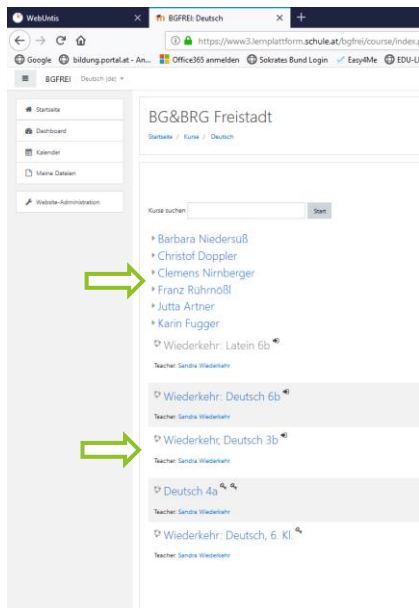 WebUntis
BGFREI: Deutsch
https://www3.lernplattform.schule.at/bgfrei/course/index.p
Google bildung.portal.at - An... Office365 anmelden Sokrates Bund Login Easy4Me EDU-LI
BGFREI Deutsch (de)
Startseite
Dashboard
Kalender
Meine Dateien
Website-Administration
BG&BRG Freistadt
Startseite / Kurse / Deutsch
Kurse suchen Start
Barbara Niedersüß
Christof Doppler
Clemens Nirnberger
Franz Rührnößl
Jutta Artner
Karin Fugger
Wiederkehr: Latein 6b
Teacher: Sandra Wiederkehr
Wiederkehr: Deutsch 6b
Teacher: Sandra Wiederkehr
Wiederkehr, Deutsch 3b
Teacher: Sandra Wiederkehr
Deutsch 4a
Teacher: Sandra Wiederkehr
Wiederkehr: Deutsch, 6. Kl.
Teacher: Sandra Wiederkehr